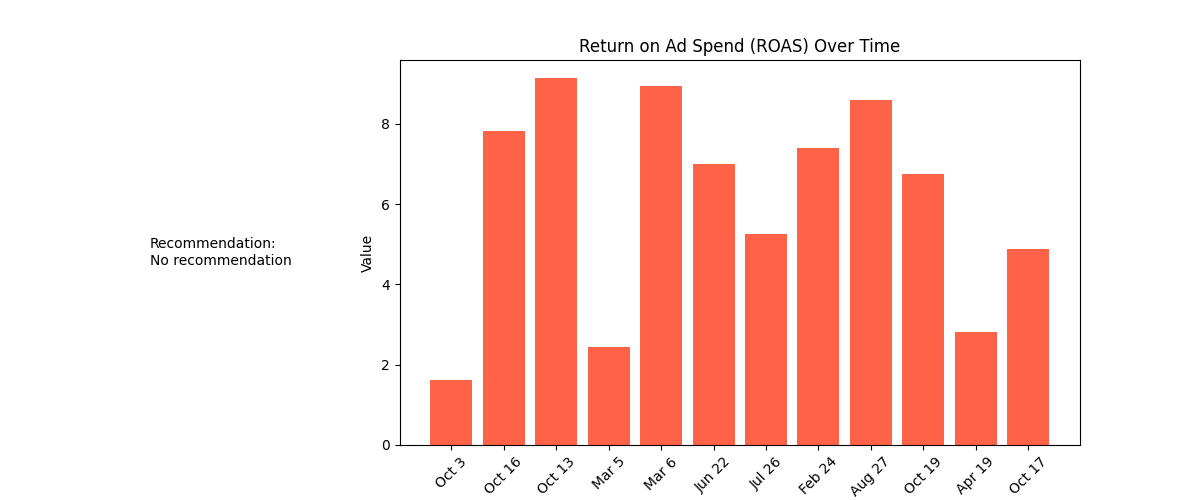 Return on Ad Spend (ROAS) Over Time
Recommendation:
No recommendation
Value
8
6
4
2
0
Oct 3
Oct 16
Oct 13
Mar 5
Mar 6
Jun 22
Jul 26
Feb 24
Aug 27
Oct 19
Apr 19
Oct 17